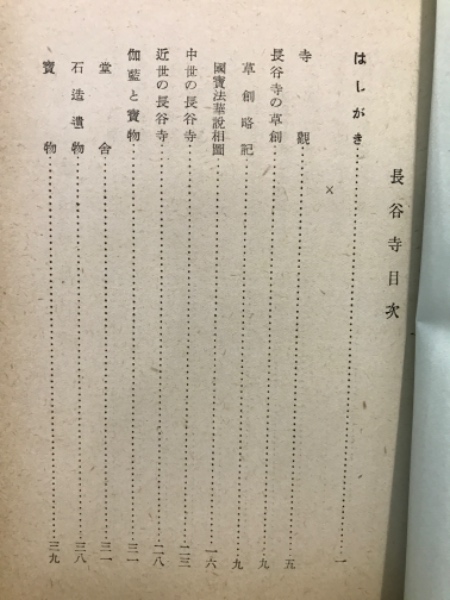 長谷寺目次
はしがき……一
×
寺觀……五
長谷寺の草創……九
草創略記……九
國寶法華說相圖……一六
中世の長谷寺……二三
近世の長谷寺……二八
伽藍と寶物……三一
堂舍……三一
石造遺物……三八
寶物……三九